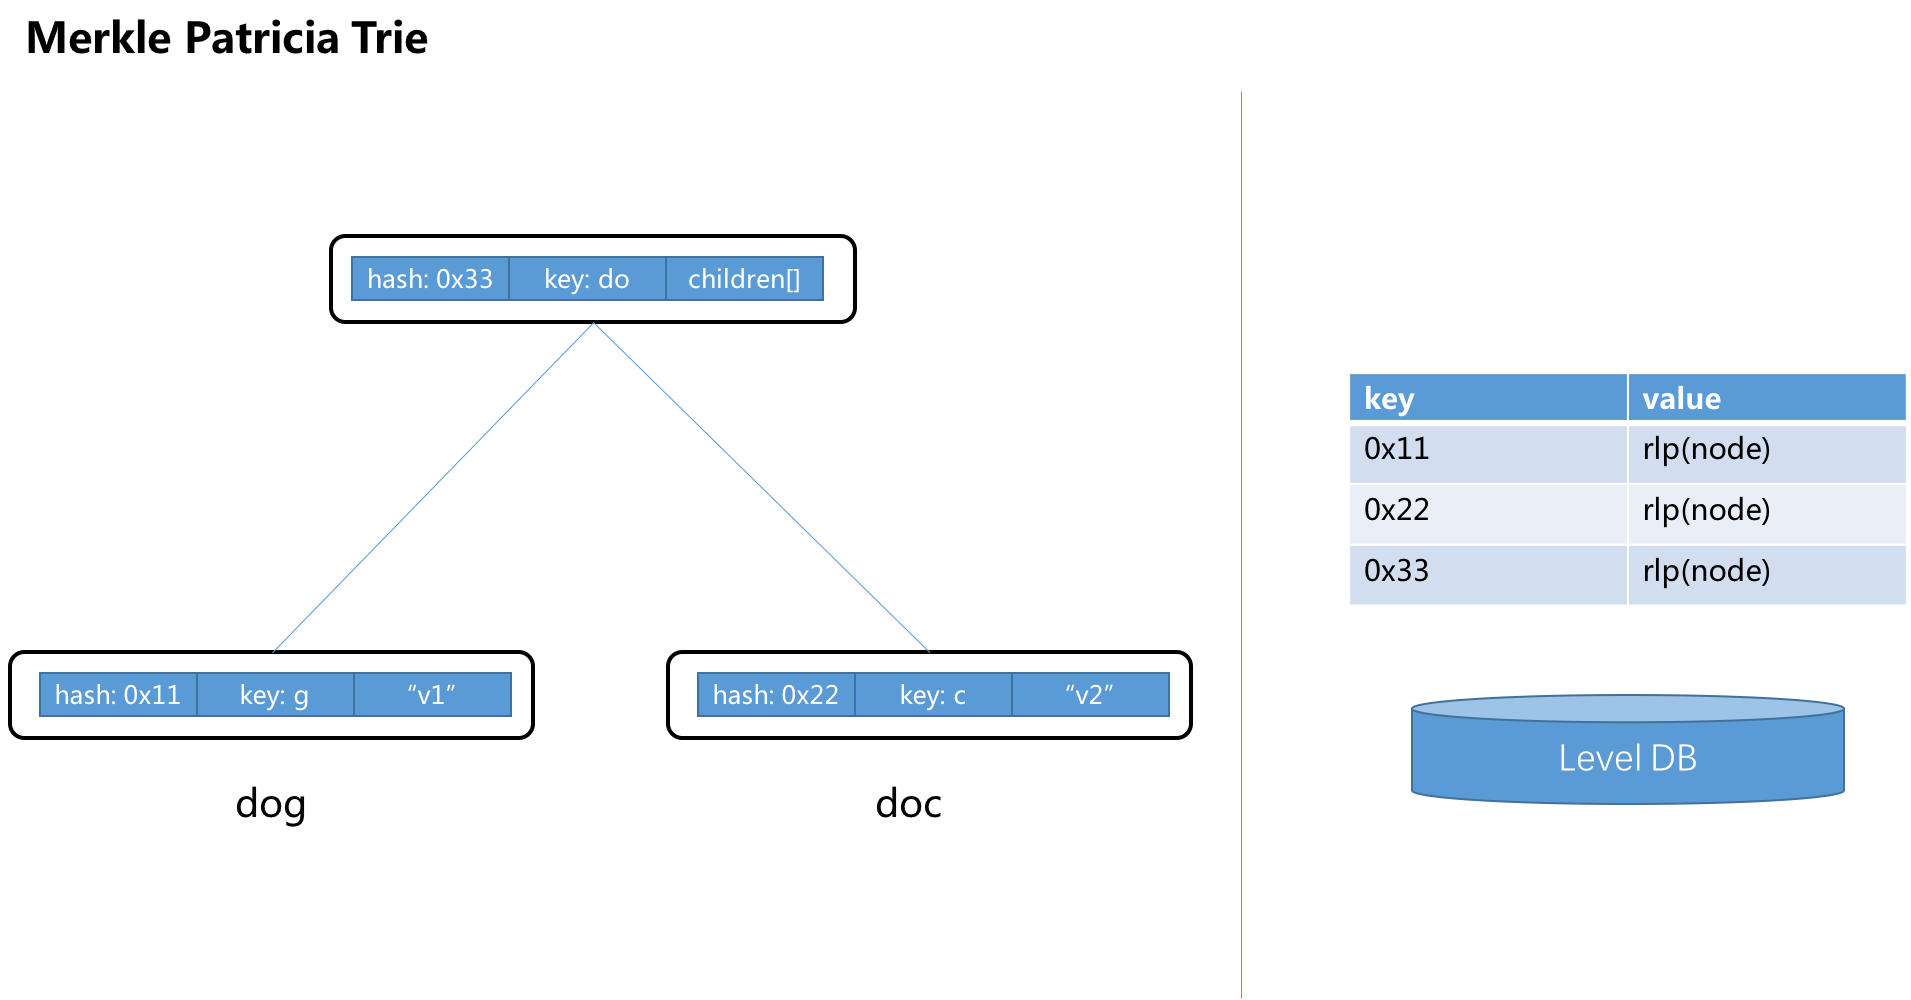 Merkle Patricia Trie
hash: 0x33 key: do children[]
hash: 0x11 key: g “v1”
hash: 0x22 key: c “v2”
dog
doc
key value
0x11 rlp(node)
0x22 rlp(node)
0x33 rlp(node)
Level DB